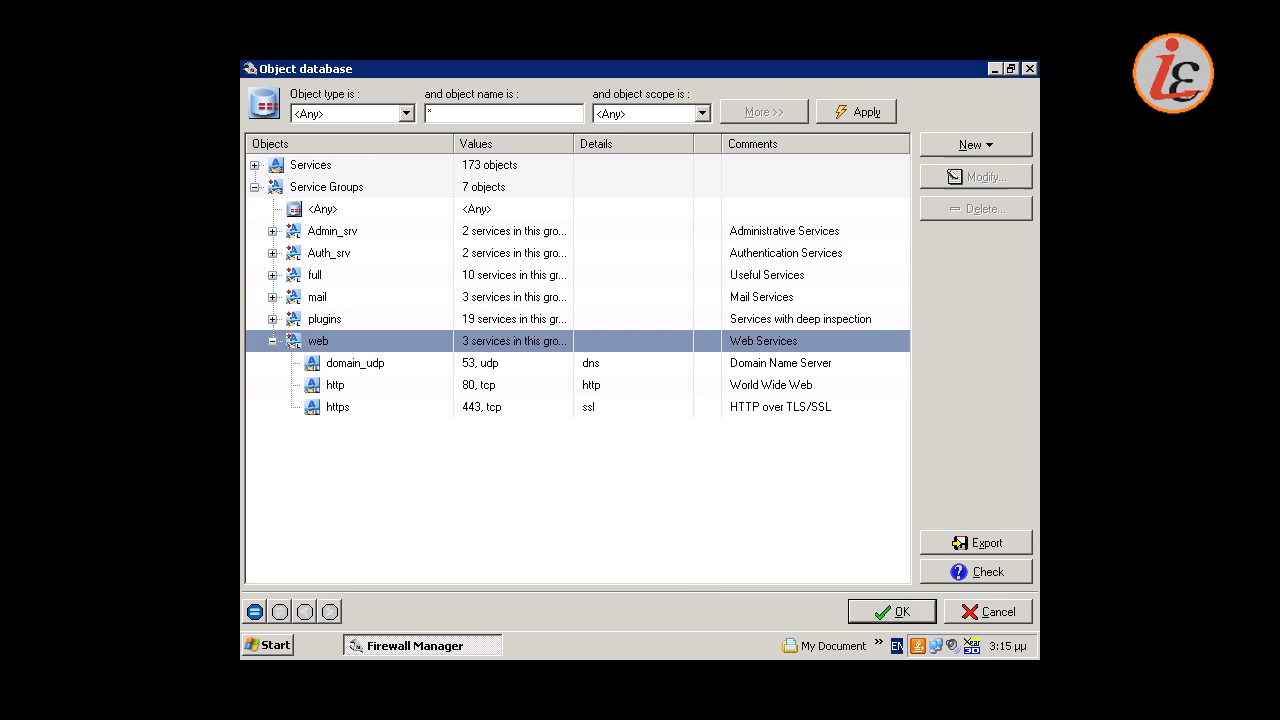 iε
Object database
Object type is : and object name is : and object scope is :
<Any> * <Any> More >> Apply
Objects Values Details Comments New
Services 173 objects
Modify...
Service Groups 7 objects
<Any> <Any> Delete...
Admin_srv 2 services in this gro... Administrative Services
Auth_srv 2 services in this gro... Authentication Services
full 10 services in this gr... Useful Services
mail 3 services in this gro... Mail Services
plugins 19 services in this gr... Services with deep inspection
web 3 services in this gro... Web Services
domain_udp 53, udp dns Domain Name Server
http 80, tcp http World Wide Web
https 443, tcp ssl HTTP over TLS/SSL
Export
Check
OK Cancel
Start Firewall Manager My Document » EN Xear 3D 3:15 μμ